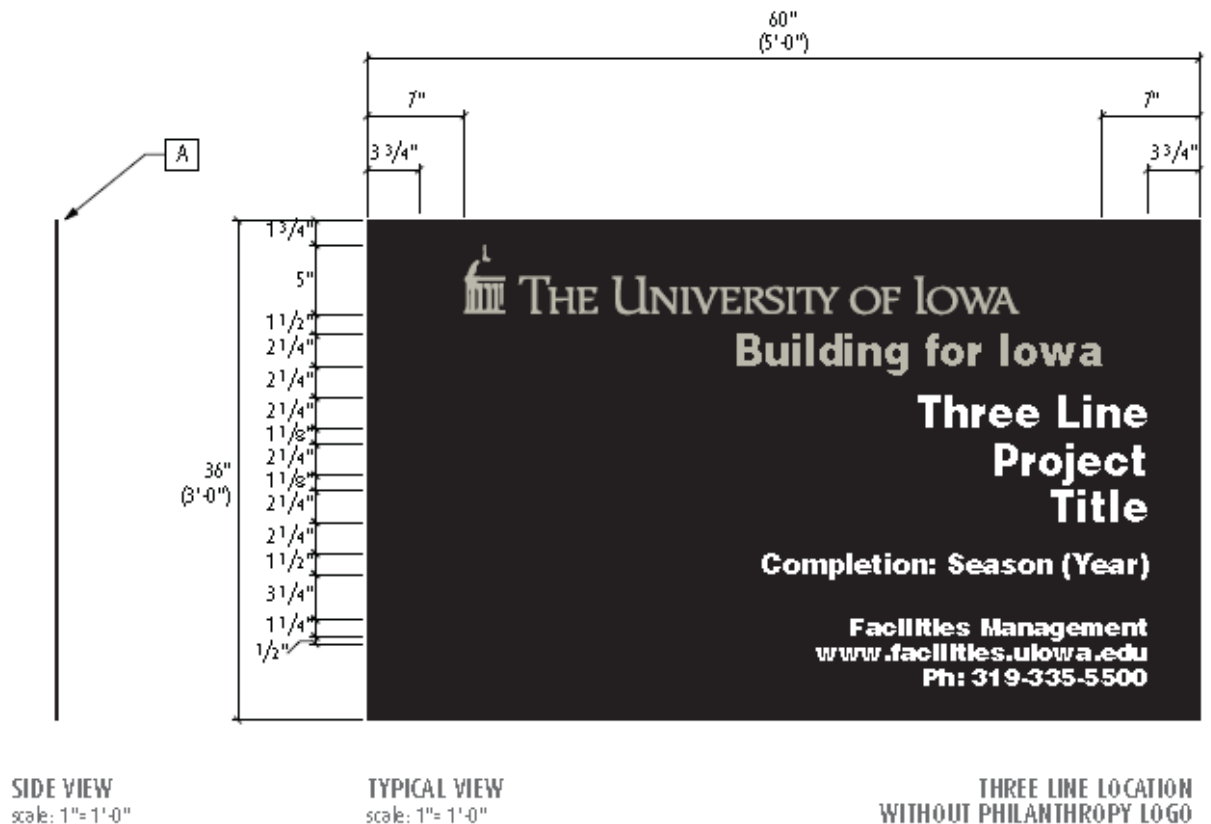 60"
(5'-0")
7"
7"
3 3/4"
3 3/4"
A
1 3/4"
5"
1 1/2"
2 1/4"
2 1/4"
2 1/4"
1 1/8"
2 1/4"
1 1/8"
2 1/4"
2 1/4"
1 1/2"
3 1/4"
1 1/4"
1/2"
36"
(3'-0")
THE UNIVERSITY OF IOWA
Building for Iowa
Three Line
Project
Title
Completion: Season (Year)
Facilities Management
www.facilities.uiowa.edu
Ph: 319-335-5500
SIDE VIEW
scale: 1"= 1'-0"
TYPICAL VIEW
scale: 1"= 1'-0"
THREE LINE LOCATION
WITHOUT PHILANTHROPY LOGO